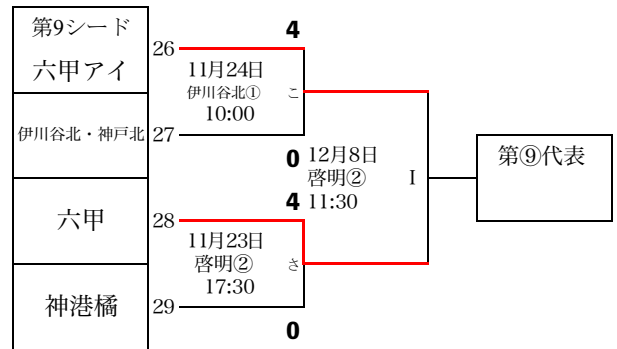 第9シード
六甲アイ
26
4
11月24日
伊川谷北①
こ
10:00
伊川谷北・神戸北
27
0
12月8日
啓明②
I
11:30
第⑨代表
4
六甲
28
11月23日
啓明②
さ
17:30
神港橘
29
0